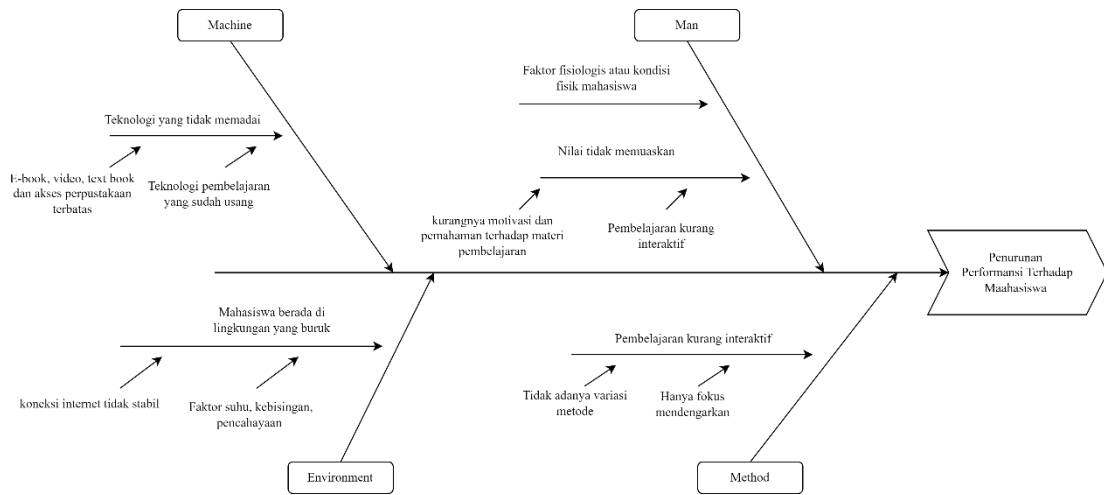 Machine
Man
Faktor fisiologis atau kondisi
fisik mahasiswa
Teknologi yang tidak memadai
E-book, video, text book
dan akses perpustakaan
terbatas
Teknologi pembelajaran
yang sudah usang
Nilai tidak memuaskan
kurangnya motivasi dan
pemahaman terhadap materi
pembelajaran
Pembelajaran kurang
interaktif
Penurunan
Performansi Terhadap
Maahasiswa
Mahasiswa berada di
lingkungan yang buruk
koneksi internet tidak stabil
Faktor suhu, kebisingan,
pencahayaan
Pembelajaran kurang interaktif
Tidak adanya variasi
metode
Hanya fokus
mendengarkan
Environment
Method